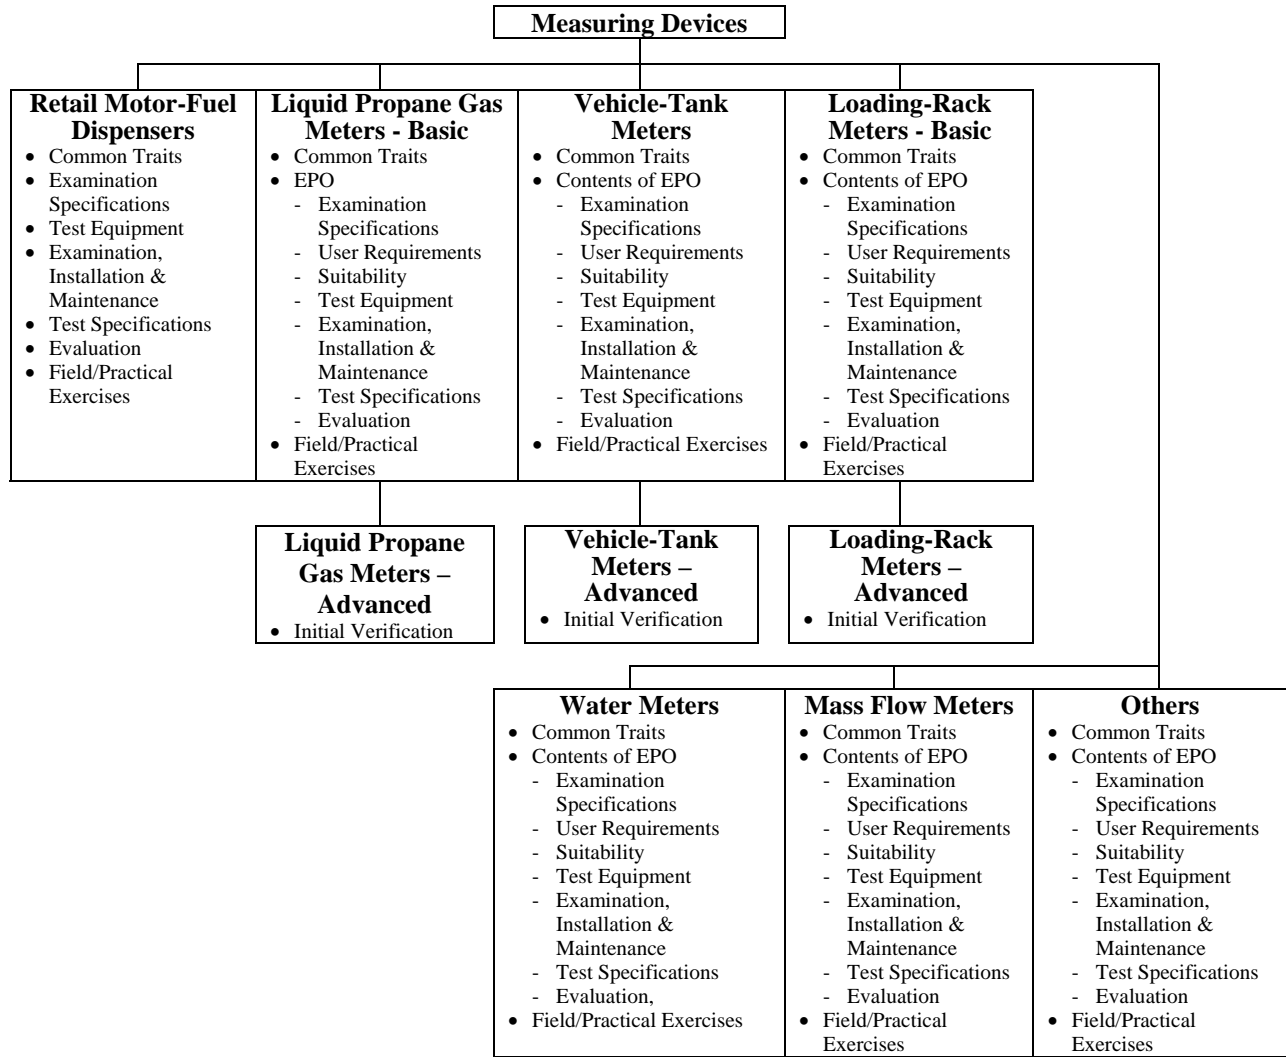 Measuring Devices
Retail Motor-Fuel
Dispensers
• Common Traits
• Examination
Specifications
• Test Equipment
• Examination,
Installation &
Maintenance
• Test Specifications
• Evaluation
• Field/Practical
Exercises
Liquid Propane Gas
Meters - Basic
• Common Traits
• EPO
- Examination
Specifications
- User Requirements
- Suitability
- Test Equipment
- Examination,
Installation &
Maintenance
- Test Specifications
- Evaluation
• Field/Practical
Exercises
Vehicle-Tank
Meters
• Common Traits
• Contents of EPO
- Examination
Specifications
- User Requirements
- Suitability
- Test Equipment
- Examination,
Installation &
Maintenance
- Test Specifications
- Evaluation
• Field/Practical Exercises
Loading-Rack
Meters - Basic
• Common Traits
• Contents of EPO
- Examination
Specifications
- User Requirements
- Suitability
- Test Equipment
- Examination,
Installation &
Maintenance
- Test Specifications
- Evaluation
• Field/Practical
Exercises
Liquid Propane
Gas Meters –
Advanced
• Initial Verification
Vehicle-Tank
Meters –
Advanced
• Initial Verification
Loading-Rack
Meters –
Advanced
• Initial Verification
Water Meters
• Common Traits
• Contents of EPO
- Examination
Specifications
- User Requirements
- Suitability
- Test Equipment
- Examination,
Installation &
Maintenance
- Test Specifications
- Evaluation,
• Field/Practical Exercises
Mass Flow Meters
• Common Traits
• Contents of EPO
- Examination
Specifications
- User Requirements
- Suitability
- Test Equipment
- Examination,
Installation &
Maintenance
- Test Specifications
- Evaluation
• Field/Practical
Exercises
Others
• Common Traits
• Contents of EPO
- Examination
Specifications
- User Requirements
- Suitability
- Test Equipment
- Examination,
Installation &
Maintenance
- Test Specifications
- Evaluation
• Field/Practical
Exercises